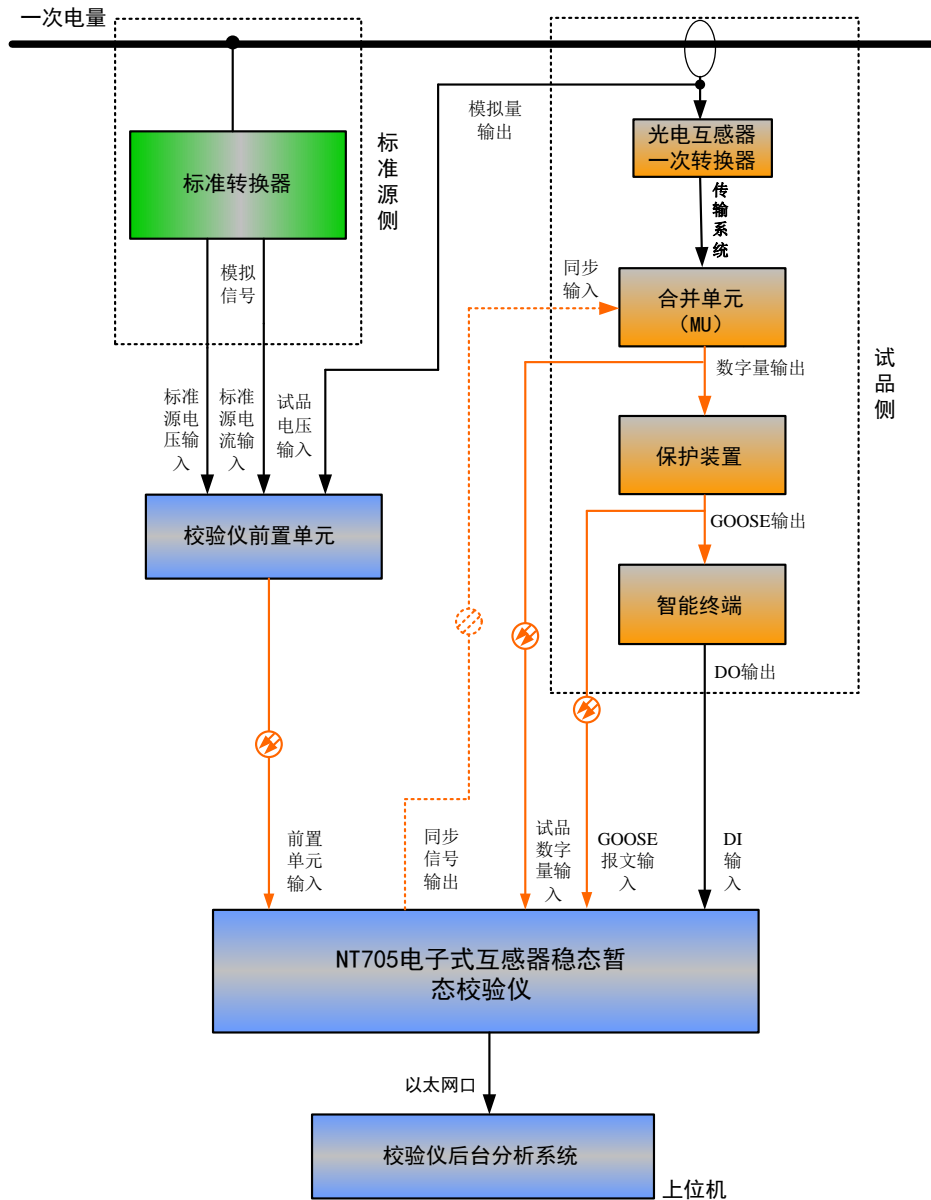 一次电量
模拟量
输出
光电互感器
一次转换器
标
准
源
侧
标准转换器
传
输
系
统
模拟
信号
同步
输入
合并单元
（MU）
试
品
侧
数字量输出
标准
源电
压输
入
标准
源电
流输
入
试品
电压
输入
保护装置
GOOSE输出
校验仪前置单元
智能终端
DO输出
前置
单元
输入
同步
信号
输出
试品
数字
量输
入
GOOSE
报文输
入
DI
输
入
NT705电子式互感器稳态暂
态校验仪
以太网口
校验仪后台分析系统
上位机